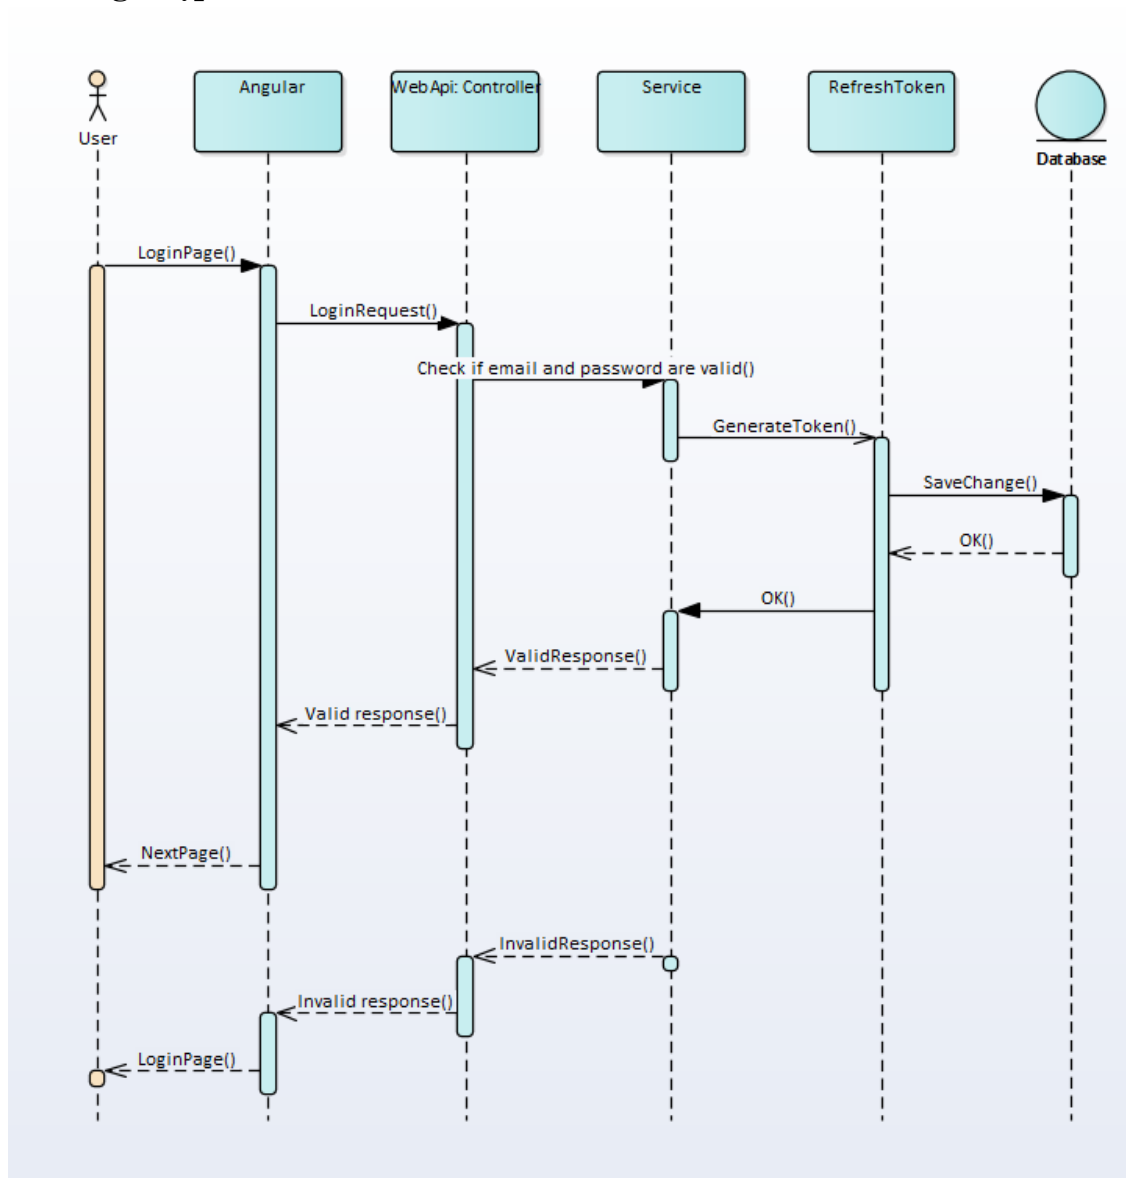 Angular
WebApi: Controller
Service
RefreshToken
User
Database
LoginPage()
LoginRequest()
Check if email and password are valid()
GenerateToken()
SaveChange()
OK()
OK()
ValidResponse()
Valid response()
NextPage()
InvalidResponse()
Invalid response()
LoginPage()